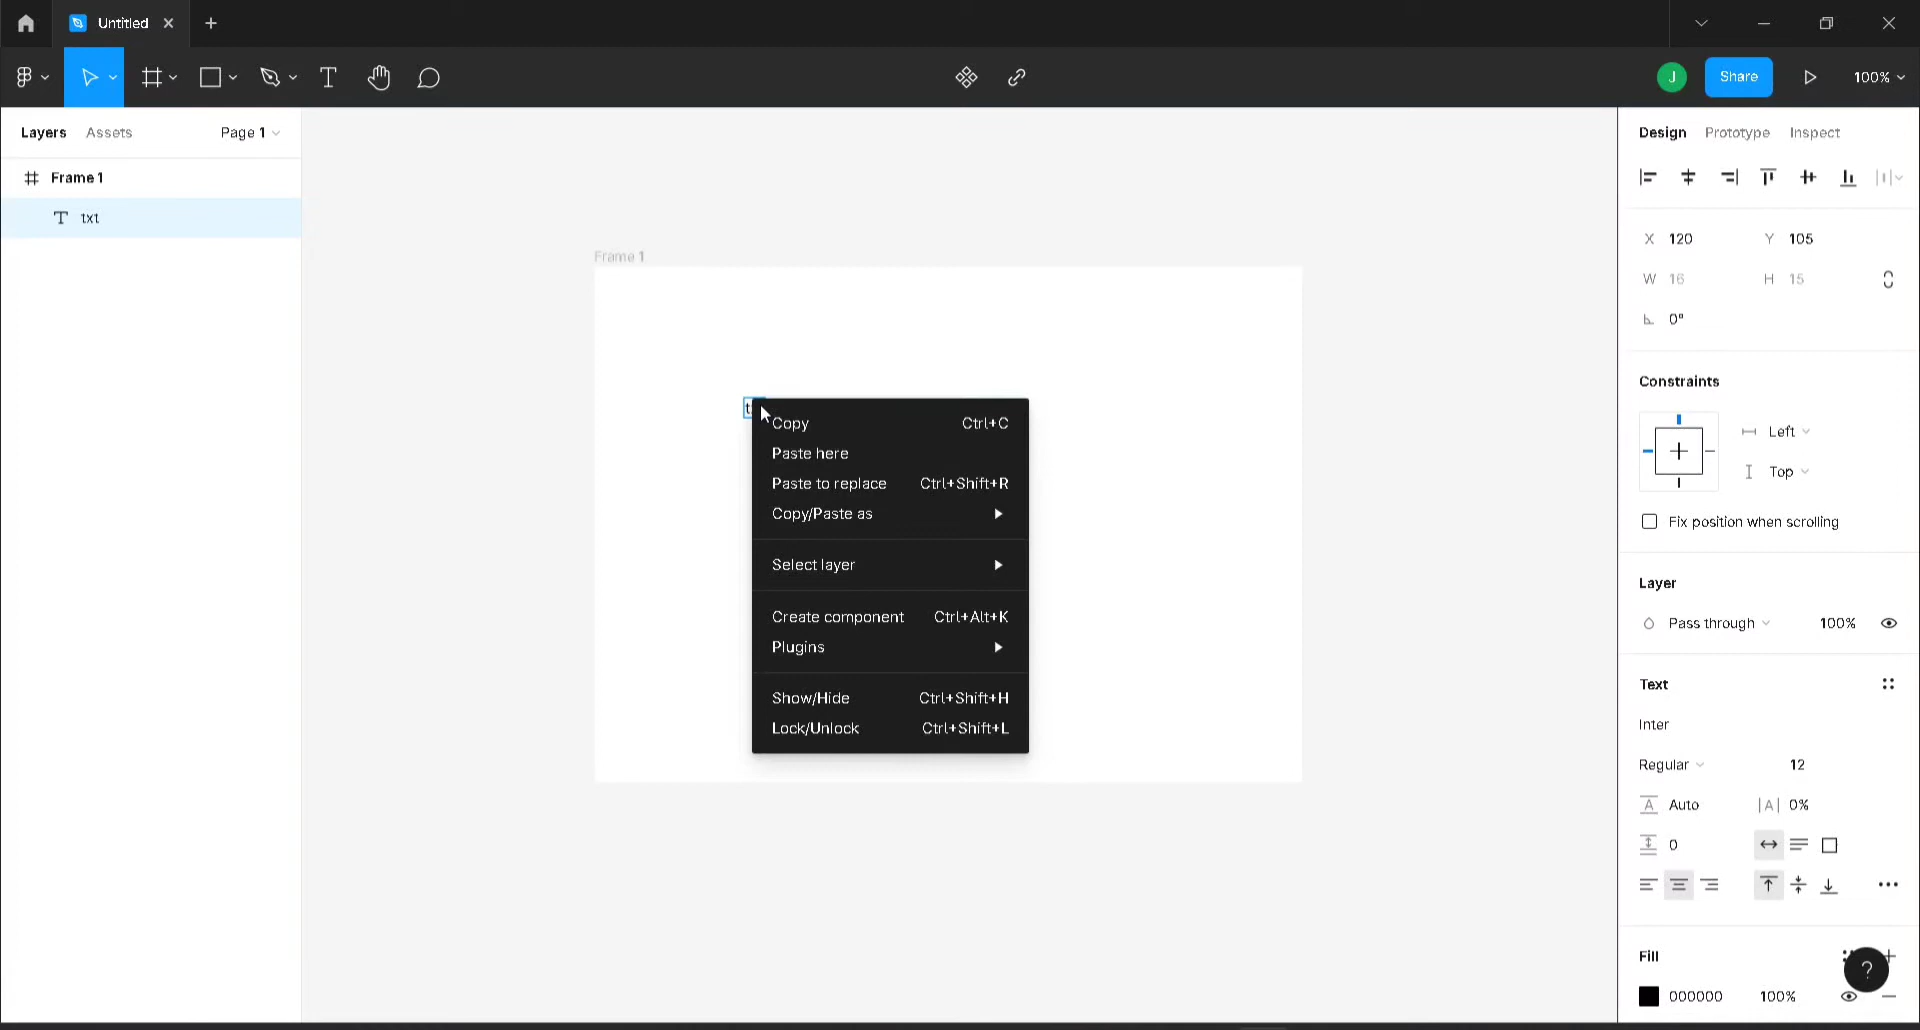 Untitled
J
Share
100%
Layers
Assets
Page 1
Frame 1
txt
Frame 1
Copy Ctrl+C
Paste here
Paste to replace Ctrl+Shift+R
Copy/Paste as
Select layer
Create component Ctrl+Alt+K
Plugins
Show/Hide Ctrl+Shift+H
Lock/Unlock Ctrl+Shift+L
Design Prototype Inspect
X 120 Y 105
W 16 H 15
0°
Constraints
Left
Top
Fix position when scrolling
Layer
Pass through 100%
Text
Inter
Regular 12
A Auto |A| 0%
0
Fill
?
000000 100%